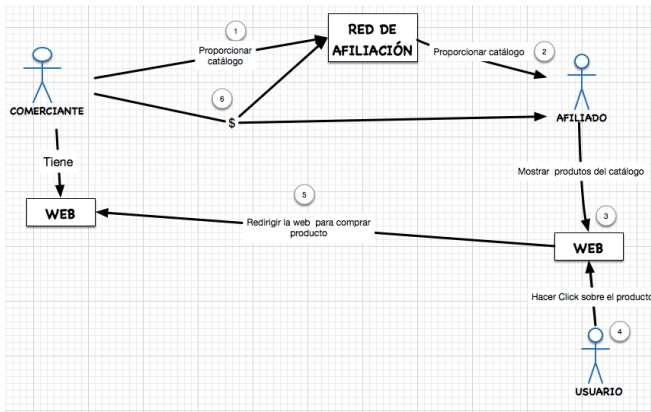 1
Proporcionar
catálogo
RED DE
AFILIACIÓN
Proporcionar catálogo
2
COMERCIANTE
6
$
AFILIADO
Tiene
Mostrar produtos del catálogo
WEB
5
Redirigir la web para comprar
producto
3
WEB
Hacer Click sobre el producto
4
USUARIO